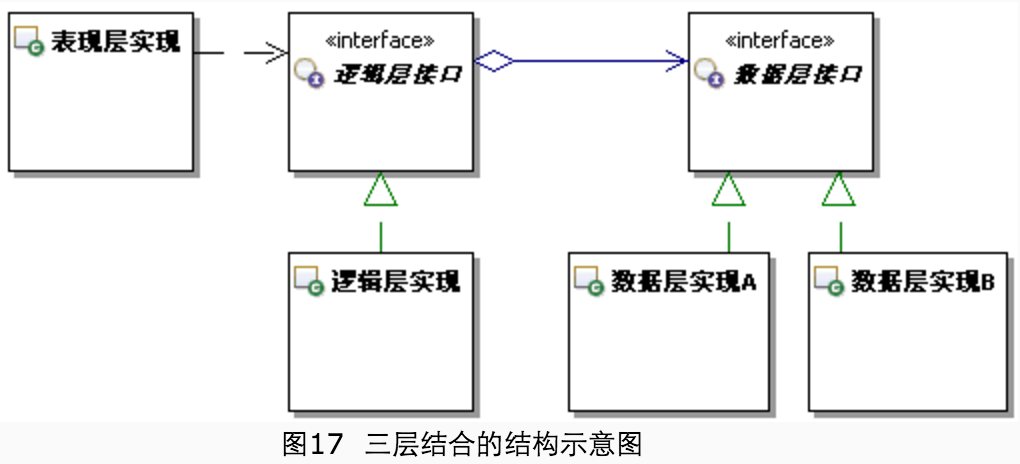 表现层实现
«interface»
逻辑层接口
«interface»
数据层接口
逻辑层实现
数据层实现A
数据层实现B
图17 三层结合的结构示意图